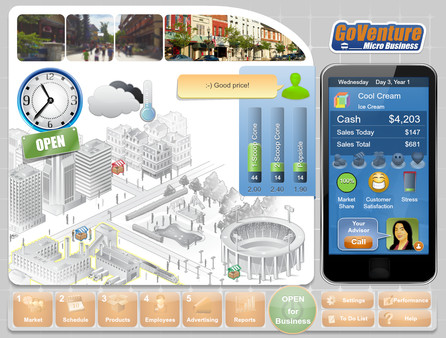 GoVenture
Micro Business
:-) Good price!
OPEN
1-Scoop Cone
2-Scoop Cone
Popsicle
44
14
14
2.00
2.40
1.90
Wednesday Day 3, Year 1
Cool Cream
Ice Cream
Cash $4,203
Sales Today $147
Sales Total $681
100%
Market Share
Customer Satisfaction
Stress
Your Advisor
Call
1 Market
2 Schedule
3 Products
4 Employees
5 Advertising
Reports
OPEN for Business
Settings
Performance
To Do List
Help